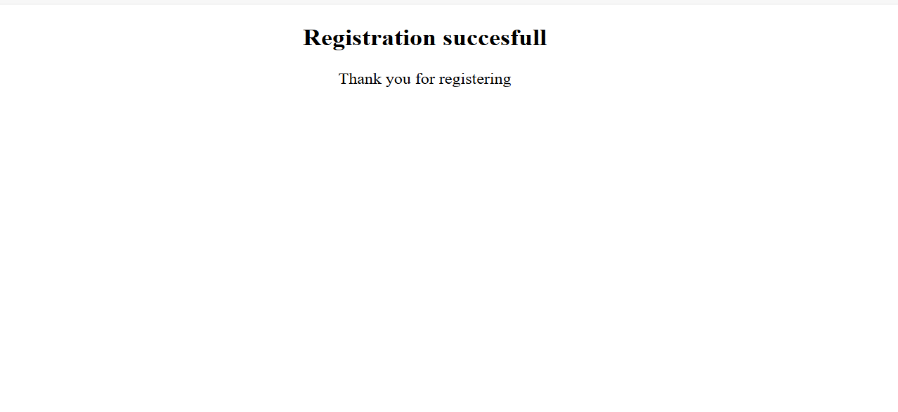 Registration succesfull
Thank you for registering